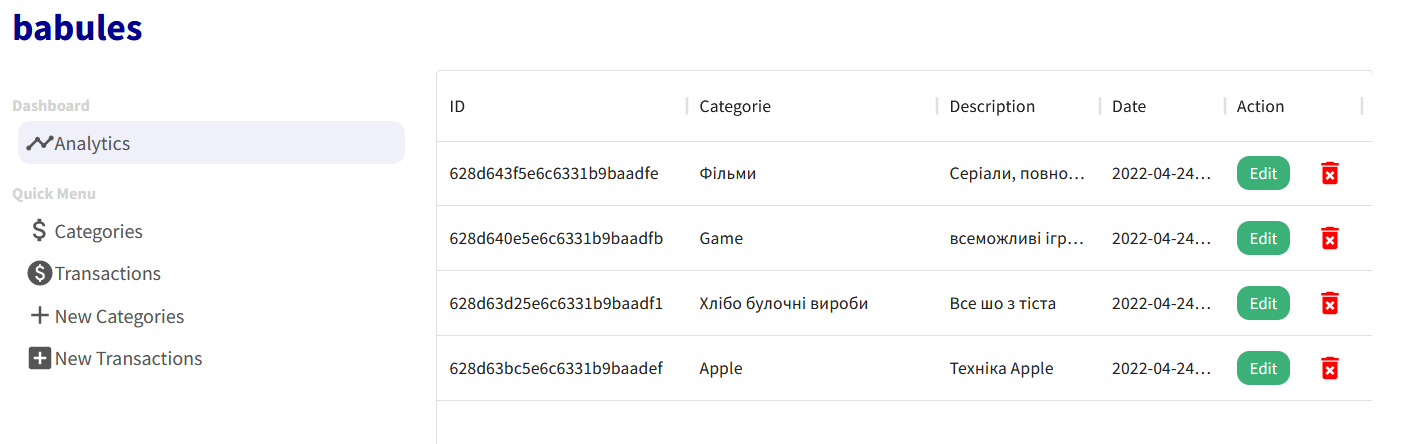 babules
Dashboard
Analytics
Quick Menu
Categories
Transactions
New Categories
New Transactions
ID Categorie Description Date Action
628d643f5e6c6331b9baadfe Фільми Серіали, повно... 2022-04-24... Edit
628d640e5e6c6331b9baadfb Game всеможливі ігр... 2022-04-24... Edit
628d63d25e6c6331b9baadf1 Хлібо булочні вироби Все шо з тіста 2022-04-24... Edit
628d63bc5e6c6331b9baadef Apple Техніка Apple 2022-04-24... Edit